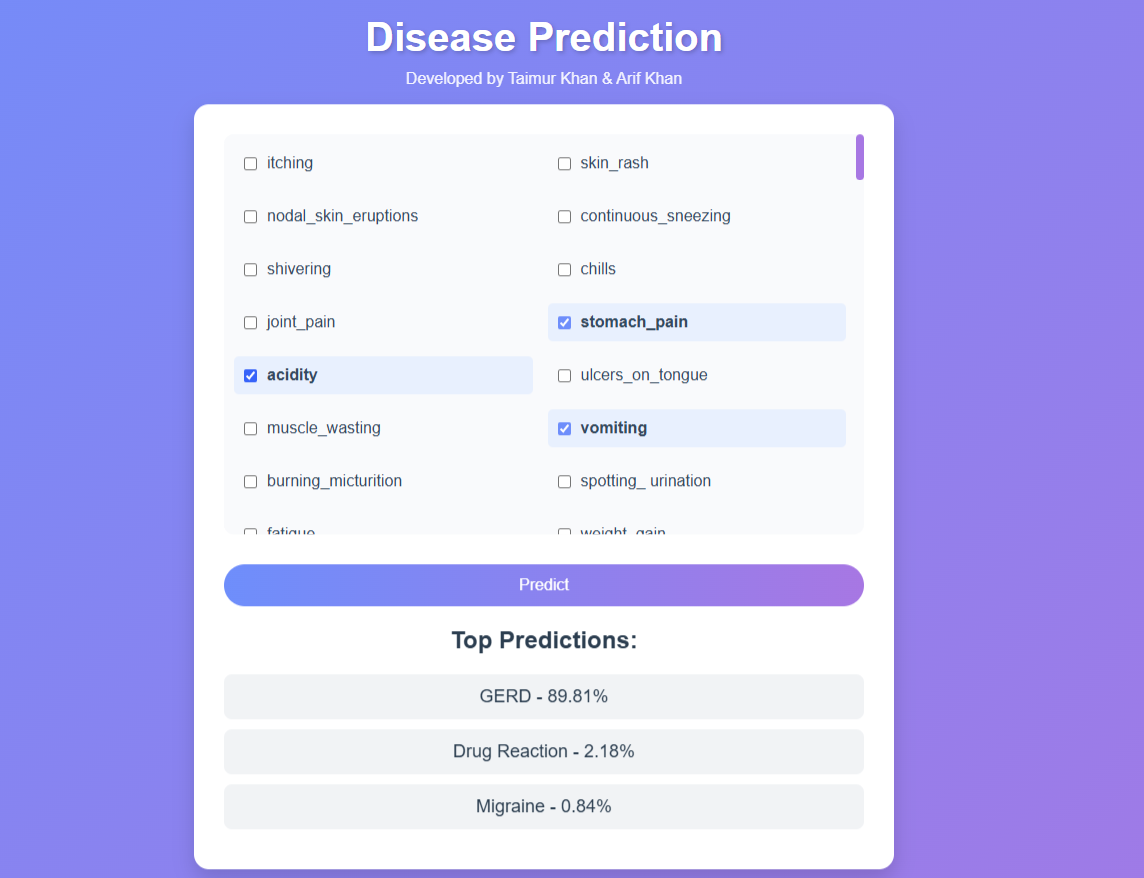 Disease Prediction
Developed by Taimur Khan & Arif Khan
itching skin_rash
nodal_skin_eruptions continuous_sneezing
shivering chills
joint_pain stomach_pain
acidity ulcers_on_tongue
muscle_wasting vomiting
burning_micturition spotting_ urination
fatigue weight_gain
Predict
Top Predictions:
GERD - 89.81%
Drug Reaction - 2.18%
Migraine - 0.84%